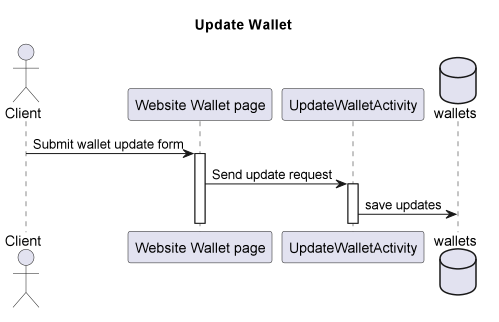 Update Wallet
Client
Website Wallet page
UpdateWalletActivity
wallets
Submit wallet update form
Send update request
save updates
Client
Website Wallet page
UpdateWalletActivity
wallets